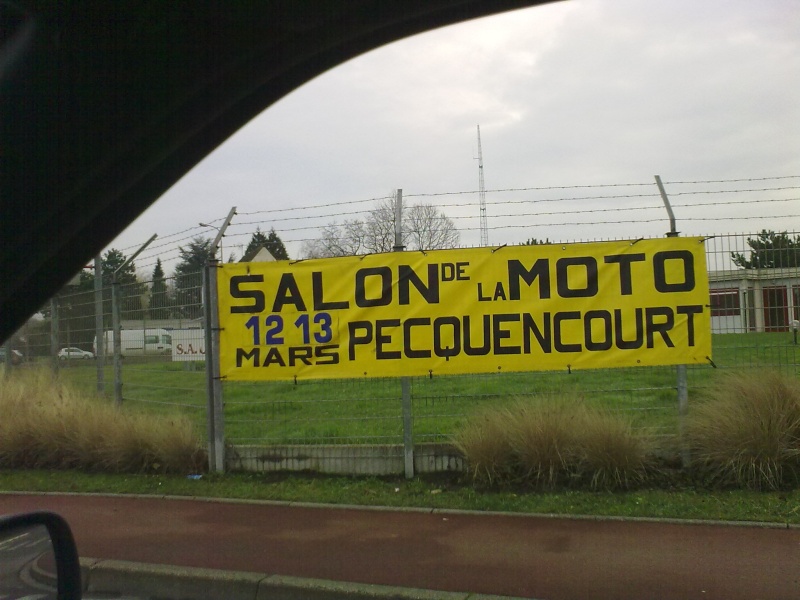 SALON DE LA MOTO
12 13 MARS PECQUENCOURT
S.A.